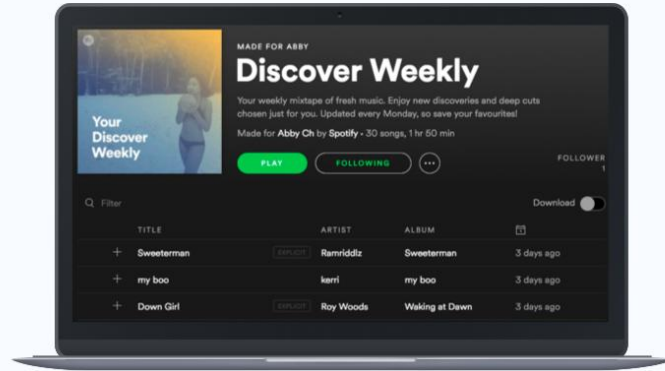 MADE FOR ABBY
Discover Weekly
Your weekly mixtape of fresh music. Enjoy new discoveries and deep cuts
chosen just for you. Updated every Monday, so save your favourites!
Made for Abby Ch by Spotify • 30 songs, 1 hr 50 min
Your
Discover
Weekly
PLAY FOLLOWING
FOLLOWER
1
Filter Download
TITLE ARTIST ALBUM
Sweeterman EXPLICIT Ramriddlz Sweeterman 3 days ago
my boo kerri my boo 3 days ago
Down Girl EXPLICIT Roy Woods Waking at Dawn 3 days ago